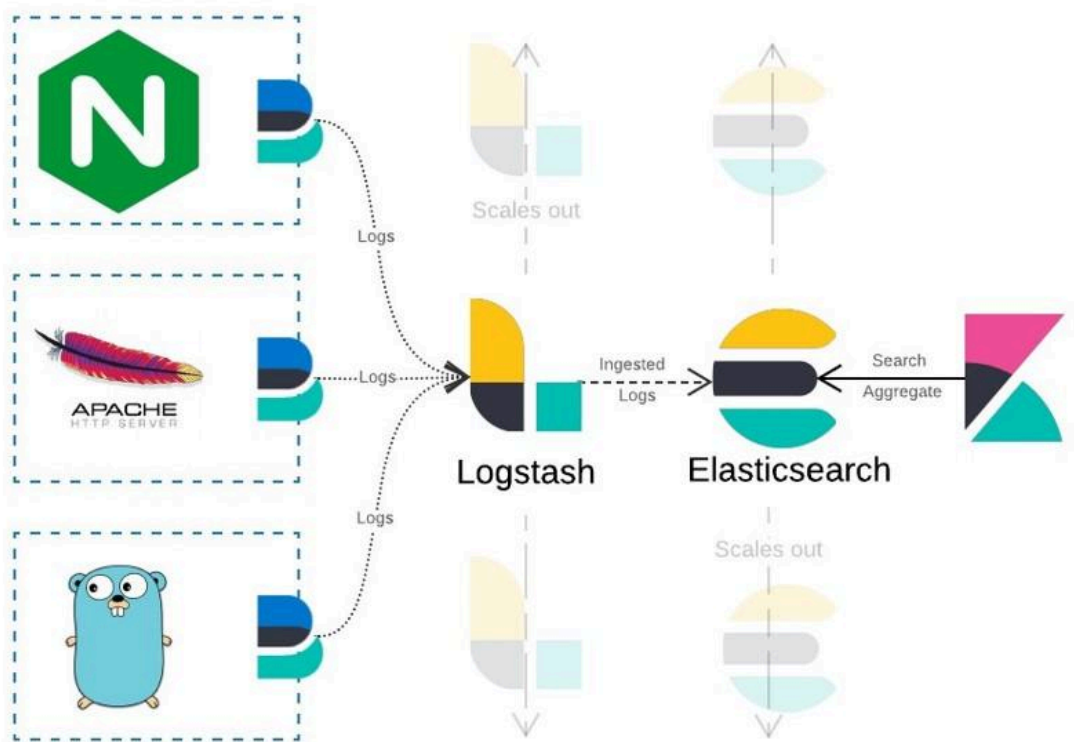 N
Logs
Scales out
APACHE
HTTP SERVER
Logs
Ingested
Logs
Search
Aggregate
Logstash
Elasticsearch
Logs
Scales out